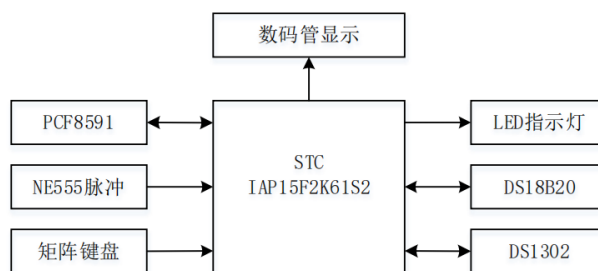 数码管显示
PCF8591
NE555脉冲
矩阵键盘
STC
IAP15F2K61S2
LED指示灯
DS18B20
DS1302